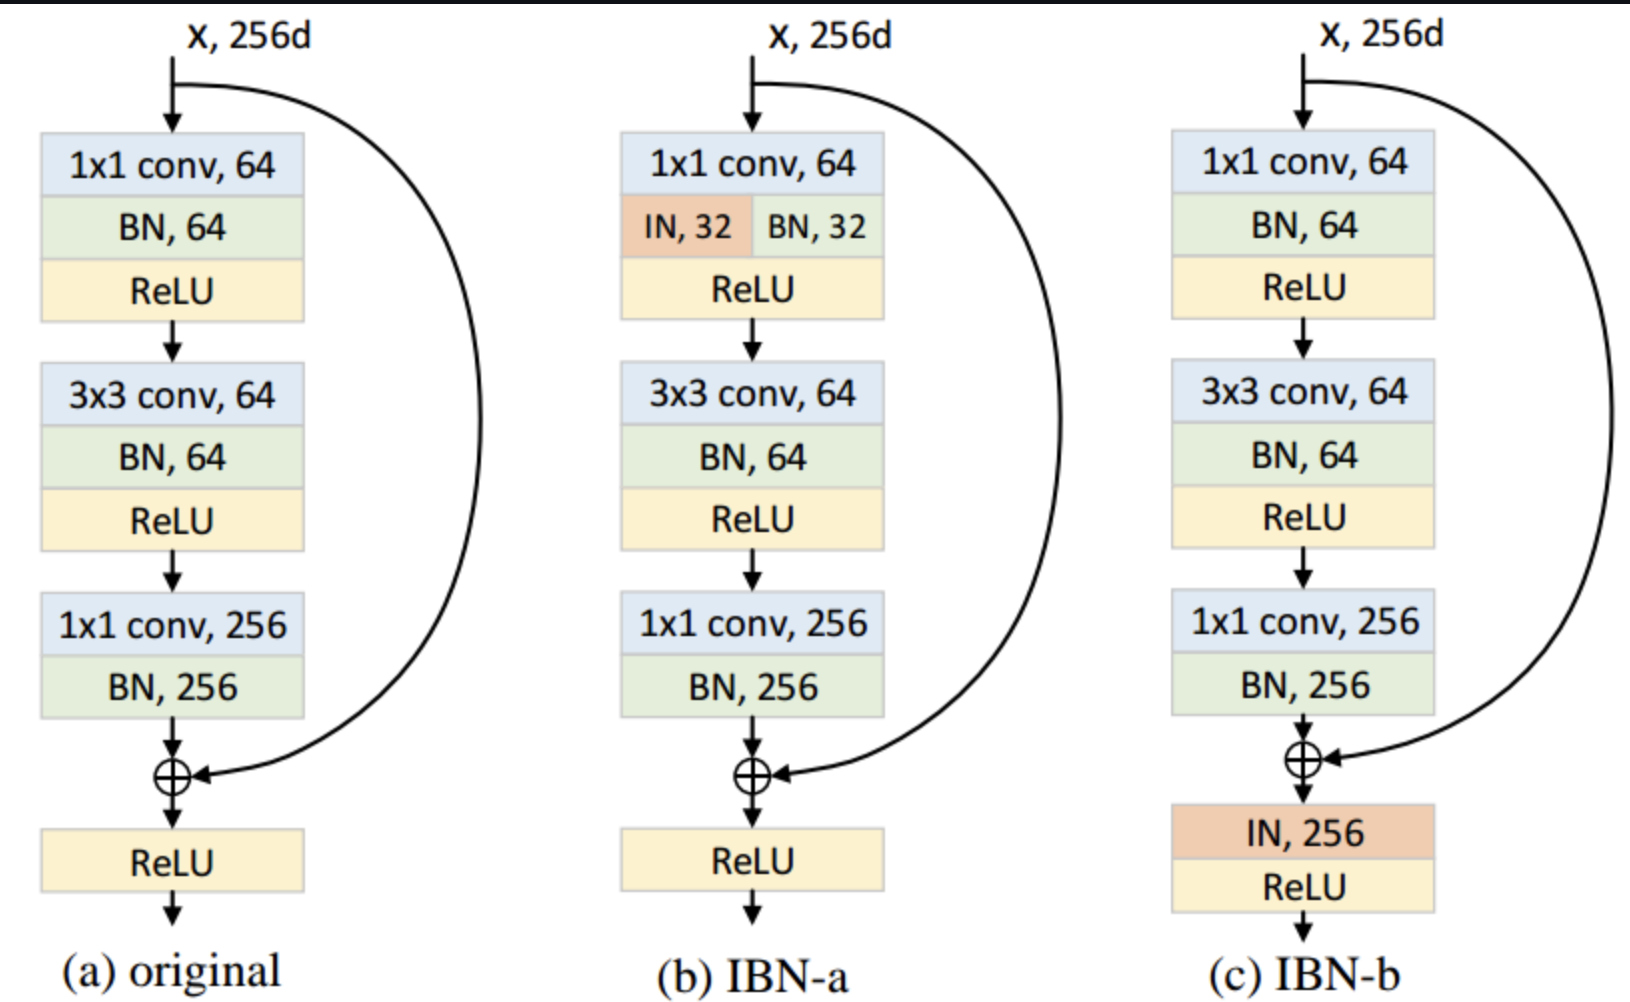 x, 256d
1x1 conv, 64
BN, 64
ReLU
3x3 conv, 64
BN, 64
ReLU
1x1 conv, 256
BN, 256
ReLU
(a) original
x, 256d
1x1 conv, 64
IN, 32 BN, 32
ReLU
3x3 conv, 64
BN, 64
ReLU
1x1 conv, 256
BN, 256
ReLU
(b) IBN-a
x, 256d
1x1 conv, 64
BN, 64
ReLU
3x3 conv, 64
BN, 64
ReLU
1x1 conv, 256
BN, 256
IN, 256
ReLU
(c) IBN-b